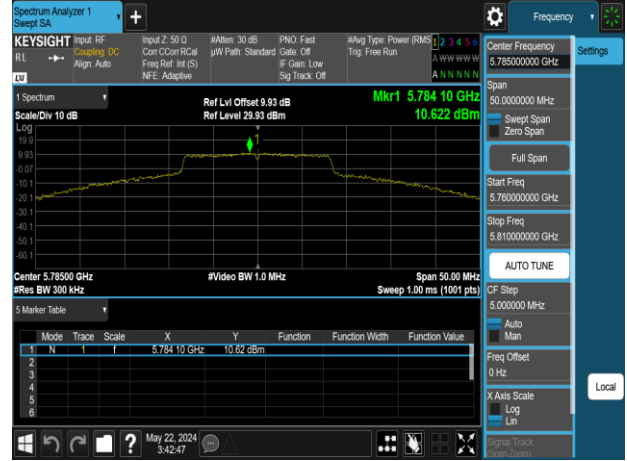 Spectrum Analyzer 1
Swept SA
Frequency
KEYSIGHT
RL
LXI
Input: RF
Coupling: DC
Align: Auto
Input Z: 50 Ω
Corr CCorr RCal
Freq Ref: Int (S)
NFE: Adaptive
#Atten: 30 dB
µW Path: Standard
PNO: Fast
Gate: Off
IF Gain: Low
Sig Track: Off
#Avg Type: Power (RMS
Trig: Free Run
1 2 3 4 5 6
A W W W W W
A N N N N N
1 Spectrum
Scale/Div 10 dB
Ref Lvl Offset 9.93 dB
Ref Level 29.93 dBm
Mkr1 5.784 10 GHz
10.622 dBm
Log
19.9
9.93
-0.07
-10.1
-20.1
-30.1
-40.1
-50.1
-60.1
1
Center 5.78500 GHz
#Res BW 300 kHz
#Video BW 1.0 MHz
Span 50.00 MHz
Sweep 1.00 ms (1001 pts)
5 Marker Table
Mode Trace Scale X Y Function Function Width Function Value
1 N 1 f 5.784 10 GHz 10.62 dBm
2
3
4
5
6
May 22, 2024
3:42:47
Center Frequency
5.785000000 GHz
Span
50.0000000 MHz
Swept Span
Zero Span
Full Span
Start Freq
5.760000000 GHz
Stop Freq
5.810000000 GHz
AUTO TUNE
CF Step
5.000000 MHz
Auto
Man
Freq Offset
0 Hz
X Axis Scale
Log
Lin
Signal Track
(Span Zoom)
Settings
Local